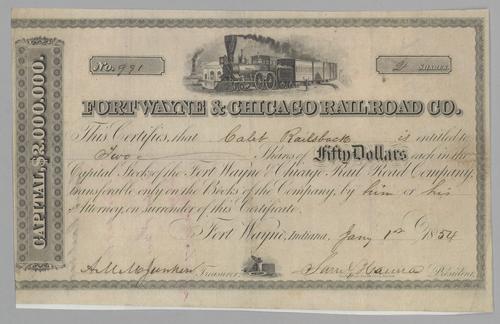 No. 991
2 SHARES
FORT WAYNE & CHICAGO RAILROAD CO.
CAPITAL, $2,000,000.
This Certifies, that Caleb Railsback is entitled to
Two Shares of Fifty Dollars each in the
Capital Stock of the Fort Wayne & Chicago Rail Road Company,
transferable only on the Books of the Company, by him or his
Attorney, on surrender of this Certificate.
Fort Wayne, Indiana, Jany 1st 1854
Treasurer. Saml Hanna President.